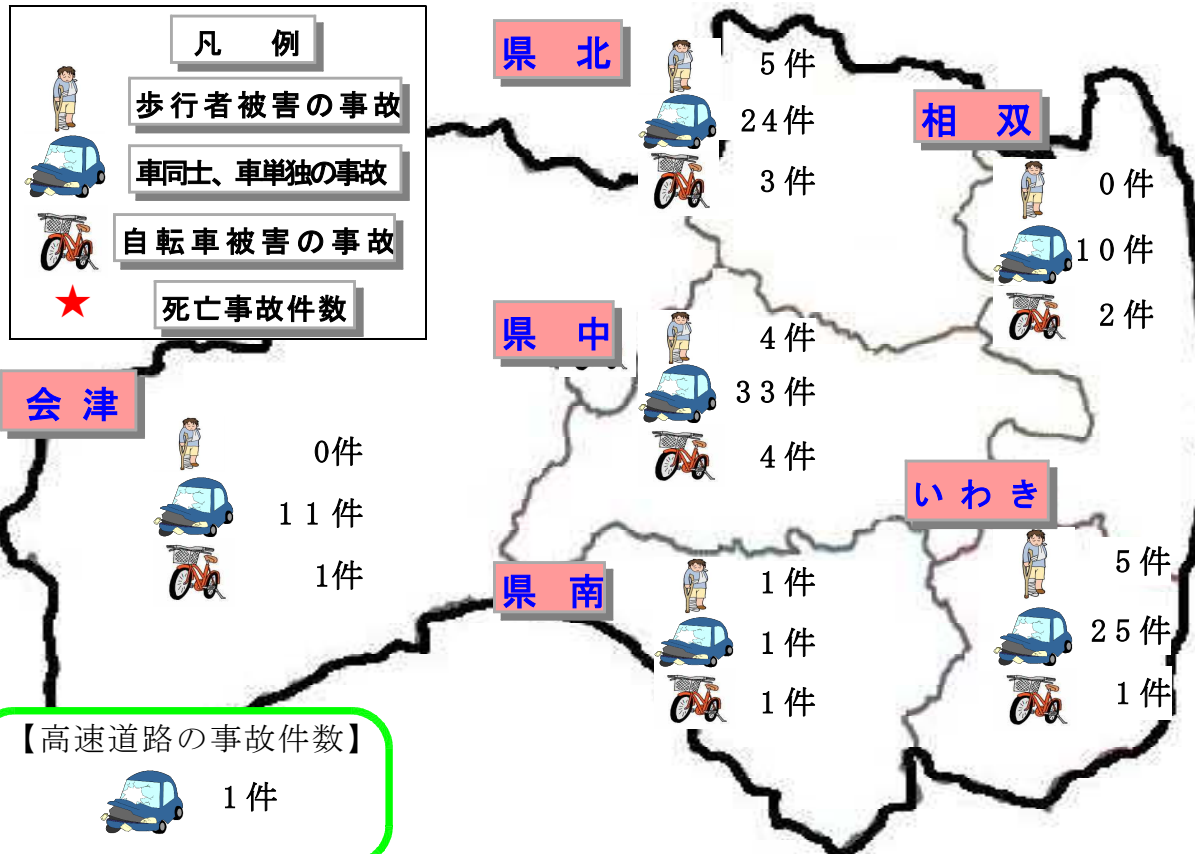 凡 例
歩行者被害の事故
車同士、車単独の事故
自転車被害の事故
死亡事故件数
県 北
5件
24件
3件
相 双
0件
10件
2件
県 中
4件
33件
4件
会 津
0件
11件
1件
いわき
5件
25件
1件
県 南
1件
1件
1件
【高速道路の事故件数】
1件